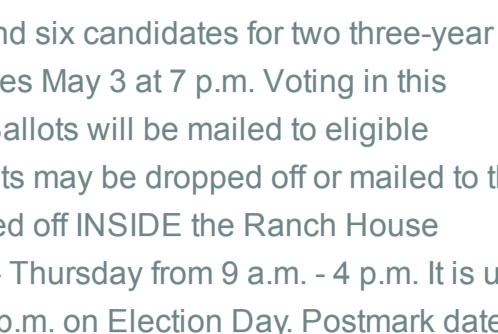 nd six candidates for two three-year
es May 3 at 7 p.m. Voting in this
allots will be mailed to eligible
ts may be dropped off or mailed to th
ed off INSIDE the Ranch House
- Thursday from 9 a.m. - 4 p.m. It is u
p.m. on Election Day. Postmark date